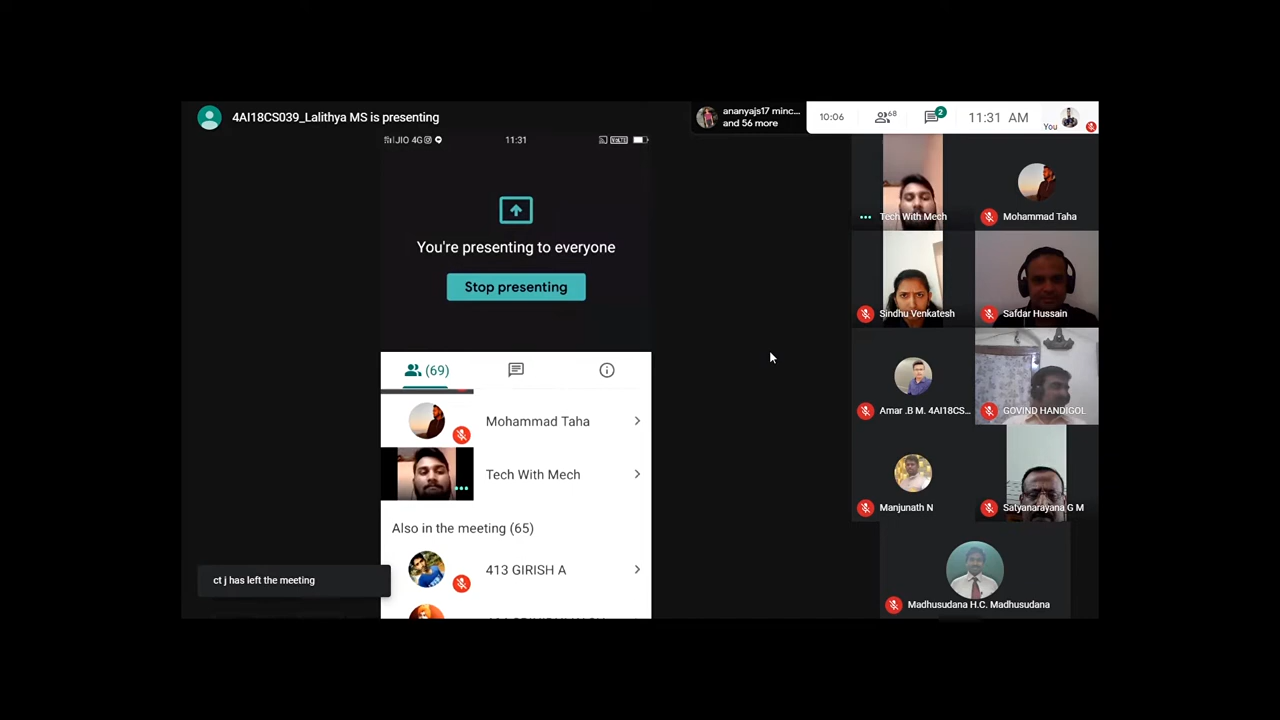 4AI18CS039_Lalithya MS is presenting
ananyajs17 minc...
and 56 more
10:06
68
2
11:31 AM
You
JIO 4G
11:31
VoLTE
You're presenting to everyone
Stop presenting
(69)
Mohammad Taha
Tech With Mech
Also in the meeting (65)
413 GIRISH A
ct j has left the meeting
Tech With Mech
Mohammad Taha
Sindhu Venkatesh
Safdar Hussain
Amar .B M. 4AI18CS...
GOVIND HANDIGOL
Manjunath N
Satyanarayana G M
Madhusudana H.C. Madhusudana